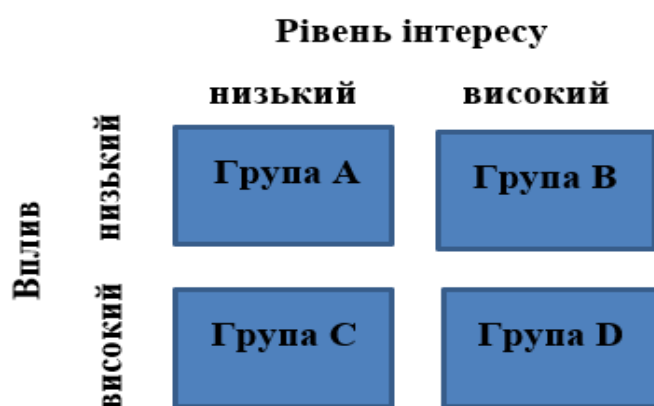 Рівень інтересу
низький високий
Вплив
низький
Група A Група B
високий
Група C Група D